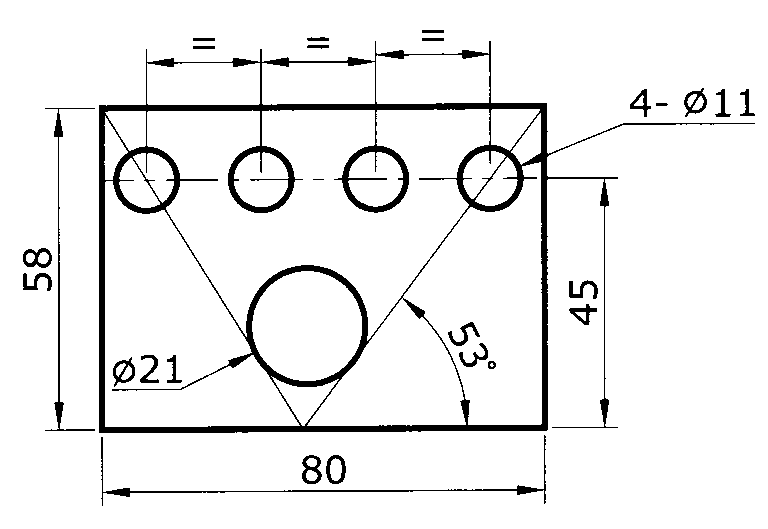 = = =
4- Ø11
58
45
53°
Ø21
80